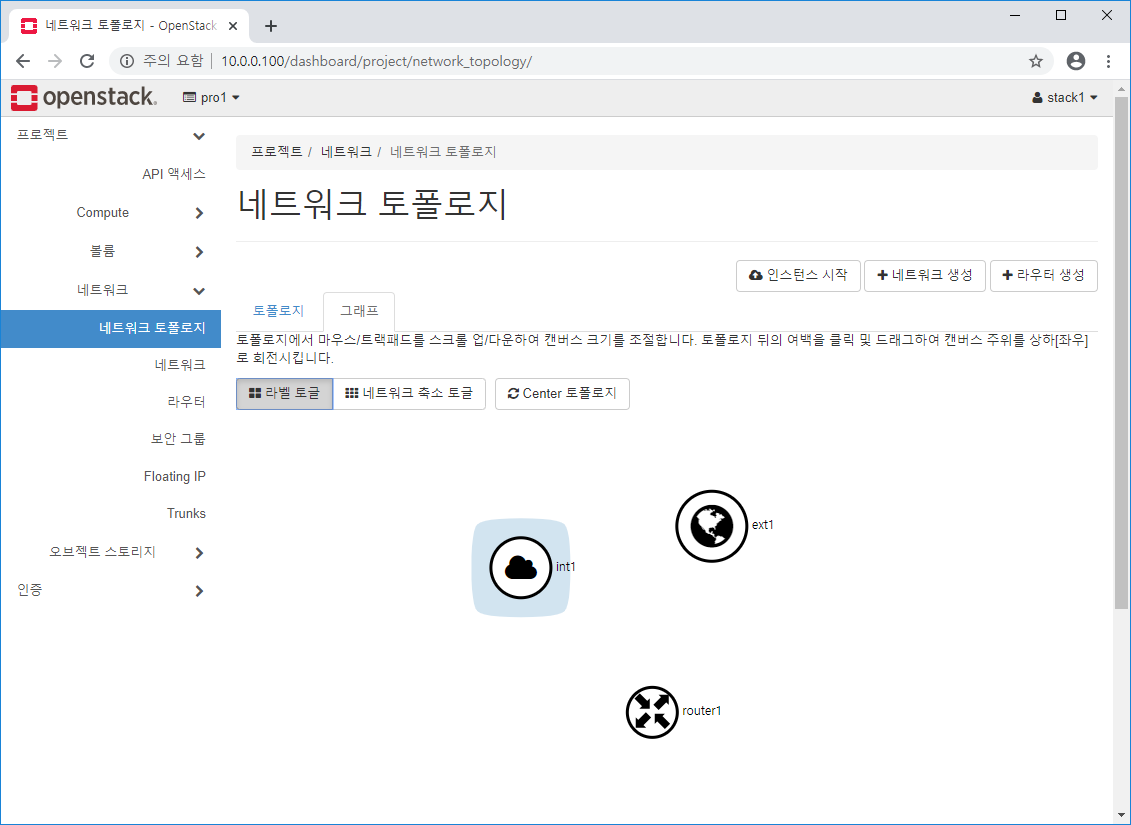 네트워크 토폴로지 - OpenStack
주의 요함 | 10.0.0.100/dashboard/project/network_topology/
openstack. pro1 stack1
프로젝트
API 액세스
Compute
볼륨
네트워크
네트워크 토폴로지
네트워크
라우터
보안 그룹
Floating IP
Trunks
오브젝트 스토리지
인증
프로젝트 / 네트워크 / 네트워크 토폴로지
네트워크 토폴로지
인스턴스 시작 네트워크 생성 라우터 생성
토폴로지 그래프
토폴로지에서 마우스/트랙패드를 스크롤 업/다운하여 캔버스 크기를 조절합니다. 토폴로지 뒤의 여백을 클릭 및 드래그하여 캔버스 주위를 상하[좌우]
로 회전시킵니다.
라벨 토글 네트워크 축소 토글 Center 토폴로지
ext1
int1
router1